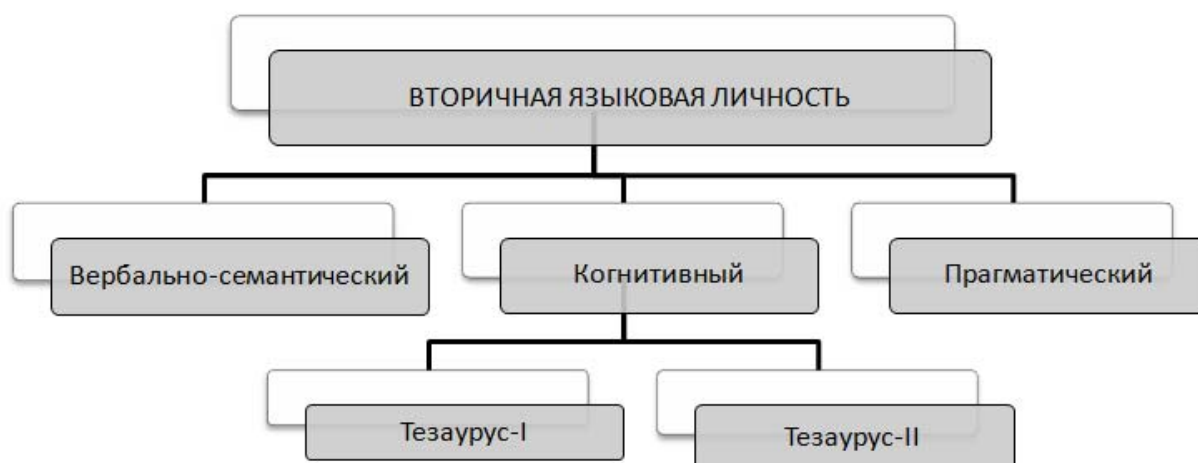 ВТОРИЧНАЯ ЯЗЫКОВАЯ ЛИЧНОСТЬ
Вербально-семантический
Когнитивный
Прагматический
Тезаурус-I
Тезаурус-II